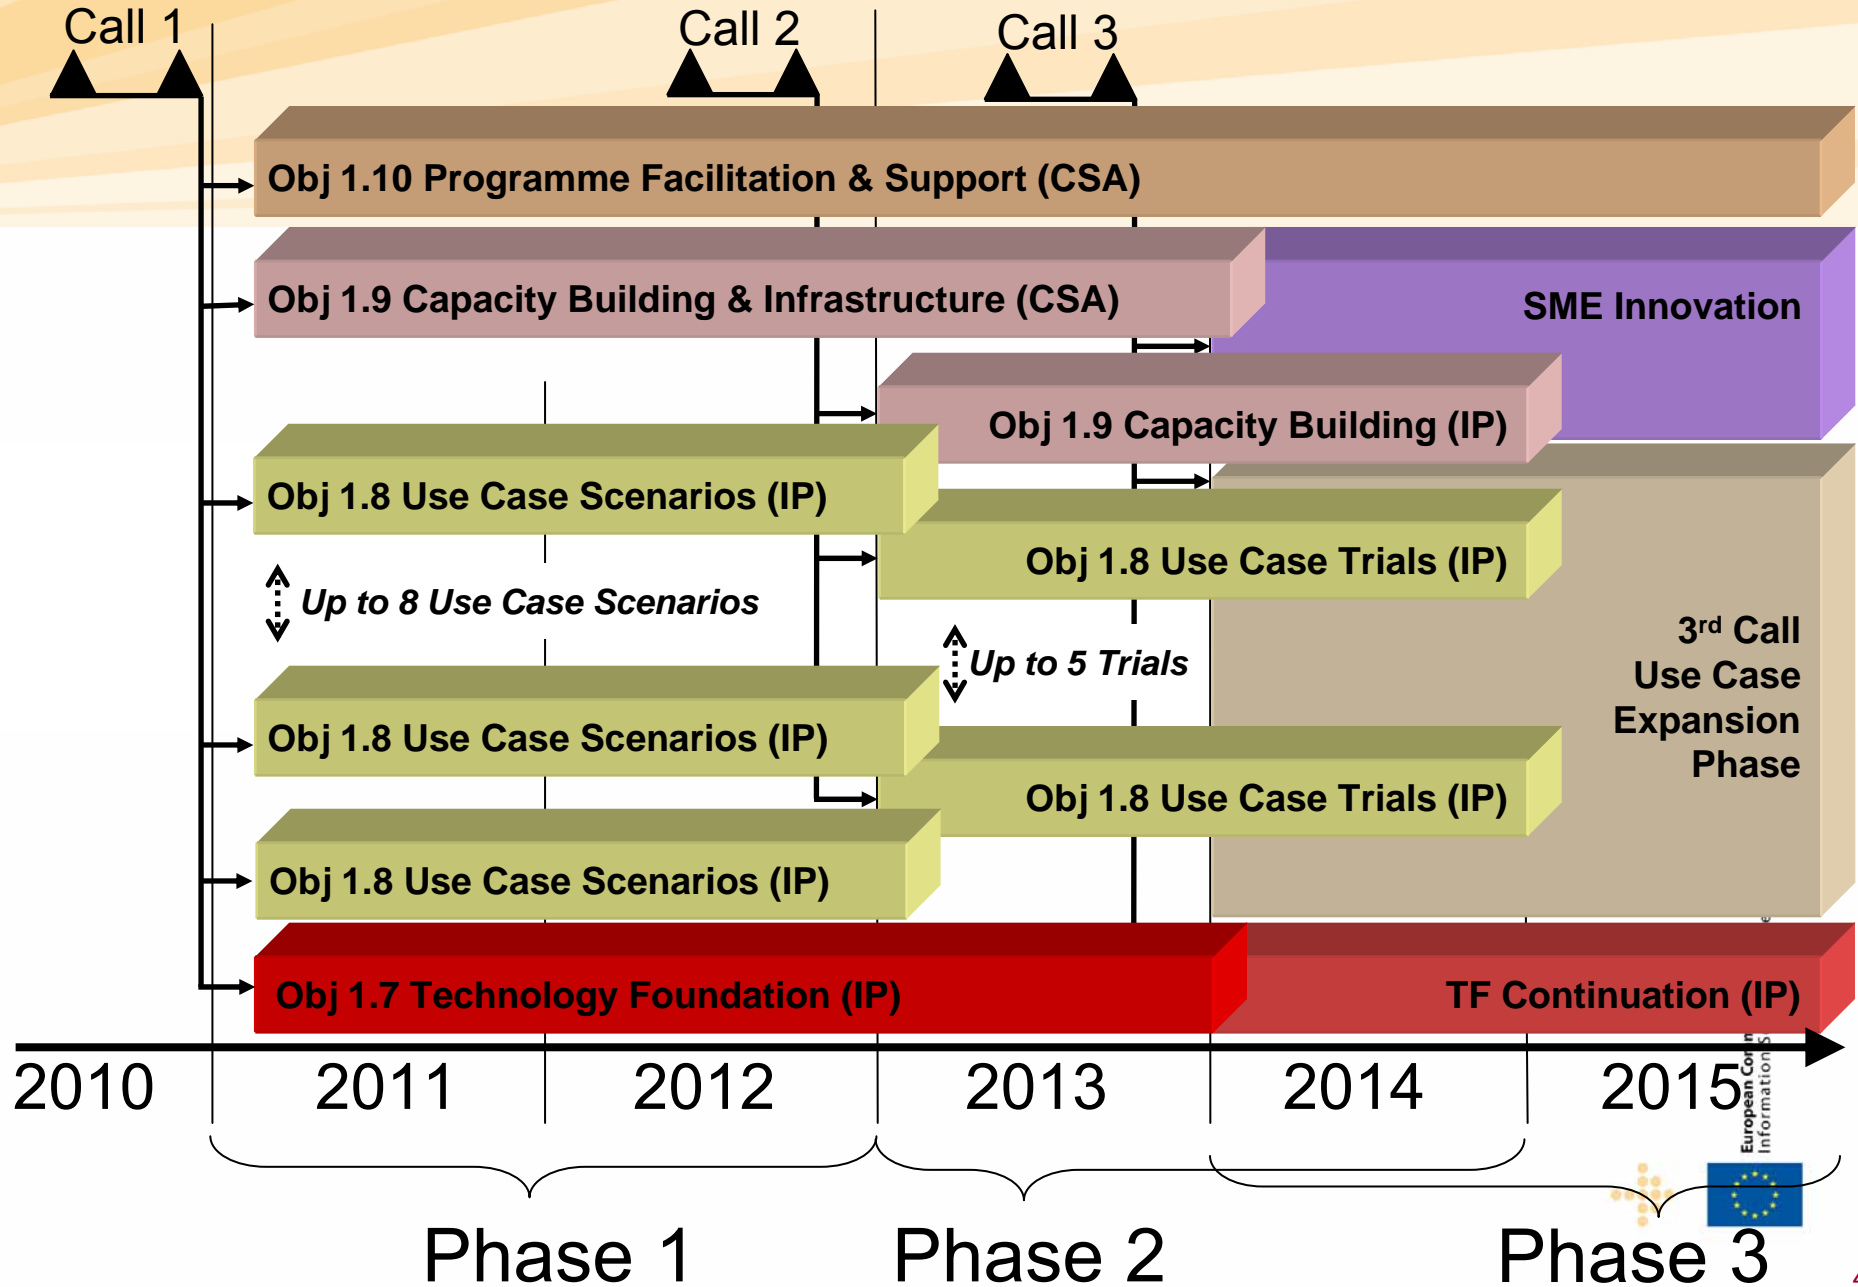 Call 1
Call 2
Call 3
Obj 1.10 Programme Facilitation & Support (CSA)
Obj 1.9 Capacity Building & Infrastructure (CSA)
SME Innovation
Obj 1.9 Capacity Building (IP)
Obj 1.8 Use Case Scenarios (IP)
Obj 1.8 Use Case Trials (IP)
Up to 8 Use Case Scenarios
Up to 5 Trials
3rd Call
Use Case
Expansion
Phase
Obj 1.8 Use Case Scenarios (IP)
Obj 1.8 Use Case Trials (IP)
Obj 1.8 Use Case Scenarios (IP)
Obj 1.7 Technology Foundation (IP)
TF Continuation (IP)
2010
2011
2012
2013
2014
2015
European
Information
Phase 1
Phase 2
Phase 3